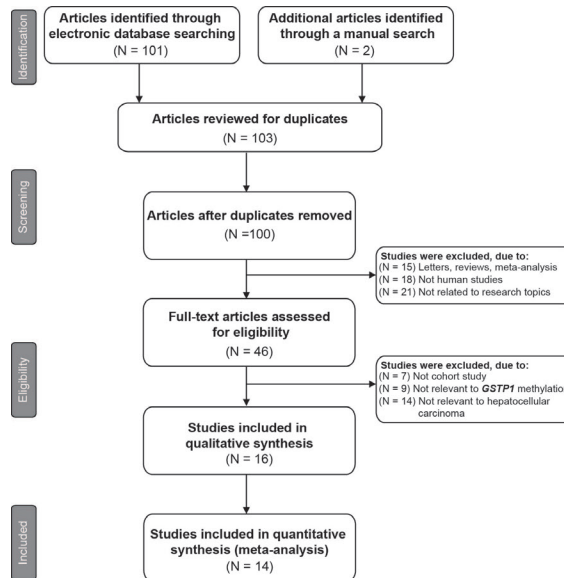 Identification
Articles identified through
electronic database searching
(N = 101)
Additional articles identified
through a manual search
(N = 2)
Articles reviewed for duplicates
(N = 103)
Screening
Articles after duplicates removed
(N =100)
Studies were excluded, due to:
(N = 15) Letters, reviews, meta-analysis
(N = 18) Not human studies
(N = 21) Not related to research topics
Full-text articles assessed
for eligibility
(N = 46)
Eligibility
Studies were excluded, due to:
(N = 7) Not cohort study
(N = 9) Not relevant to GSTP1 methylatio
(N = 14) Not relevant to hepatocellular
carcinoma
Studies included in
qualitative synthesis
(N = 16)
Included
Studies included in quantitative
synthesis (meta-analysis)
(N = 14)